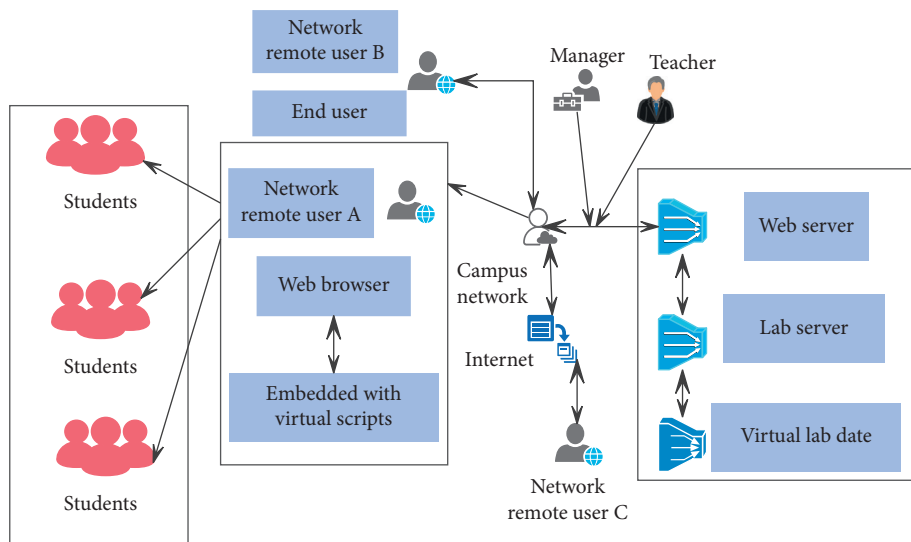 Network
remote user B
End user
Manager
Teacher
Students
Students
Students
Network
remote user A
Web browser
Embedded with
virtual scripts
Campus
network
Internet
Network
remote user C
Web server
Lab server
Virtual lab date